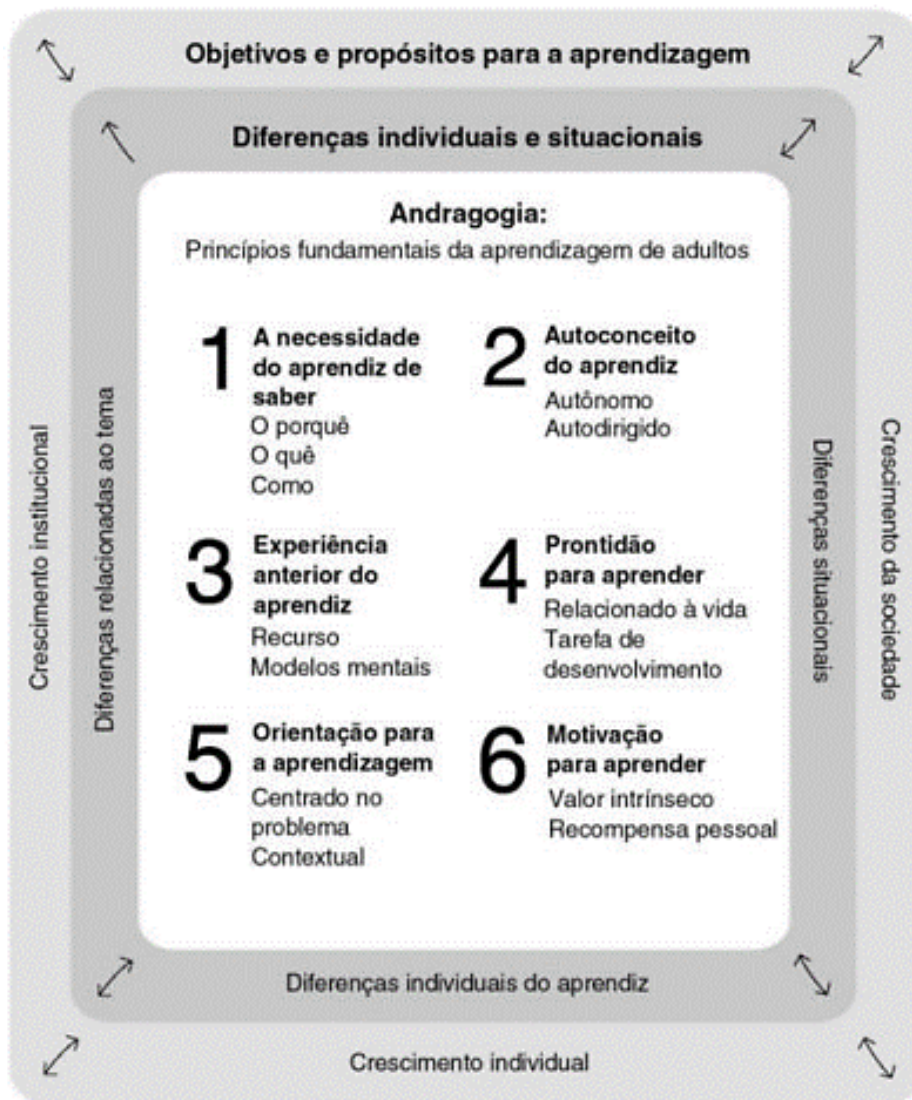 Objetivos e propósitos para a aprendizagem
Diferenças individuais e situacionais
Andragogia:
Princípios fundamentais da aprendizagem de adultos
1
A necessidade
do aprendiz de
saber
O porquê
O quê
Como
2
Autoconceito
do aprendiz
Autônomo
Autodirigido
3
Experiência
anterior do
aprendiz
Recurso
Modelos mentais
4
Prontidão
para aprender
Relacionado à vida
Tarefa de
desenvolvimento
5
Orientação para
a aprendizagem
Centrado no
problema
Contextual
6
Motivação
para aprender
Valor intrínseco
Recompensa pessoal
Crescimento institucional
Diferenças relacionadas ao tema
Diferenças situacionais
Crescimento da sociedade
Diferenças individuais do aprendiz
Crescimento individual